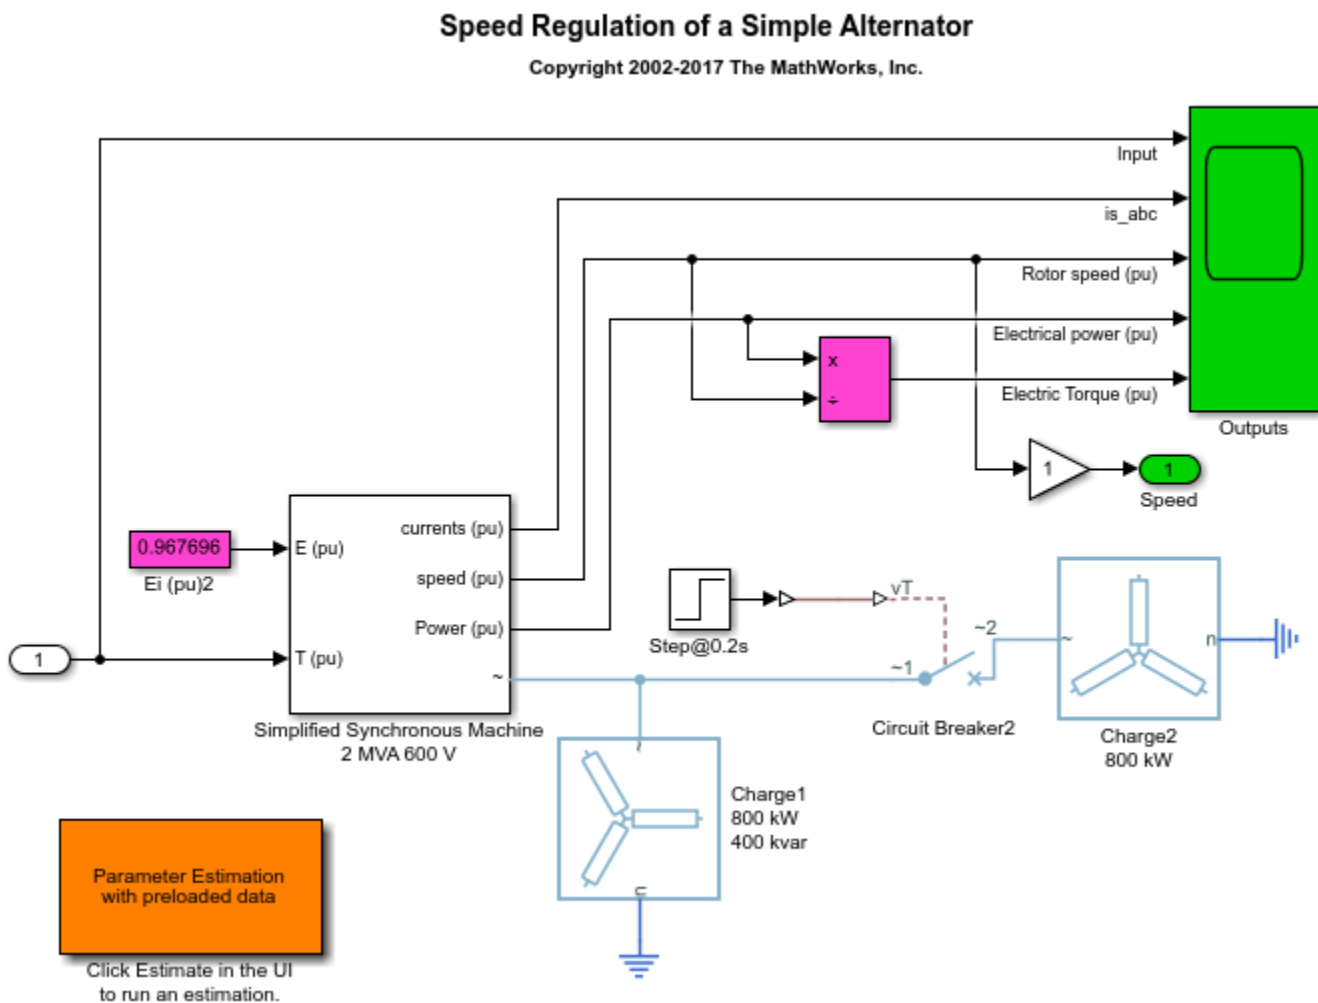 Speed Regulation of a Simple Alternator
Copyright 2002-2017 The MathWorks, Inc.
Input
is_abc
Rotor speed (pu)
Electrical power (pu)
x
÷
Electric Torque (pu)
Outputs
1
1
Speed
currents (pu)
0.967696
E (pu)
Ei (pu)2
speed (pu)
vT
Power (pu)
~2
Step@0.2s
~
n
1
T (pu)
~
~1
Simplified Synchronous Machine
2 MVA 600 V
Circuit Breaker2
Charge2
800 kW
~
Charge1
800 kW
400 kvar
n
Parameter Estimation
with preloaded data
Click Estimate in the UI
to run an estimation.